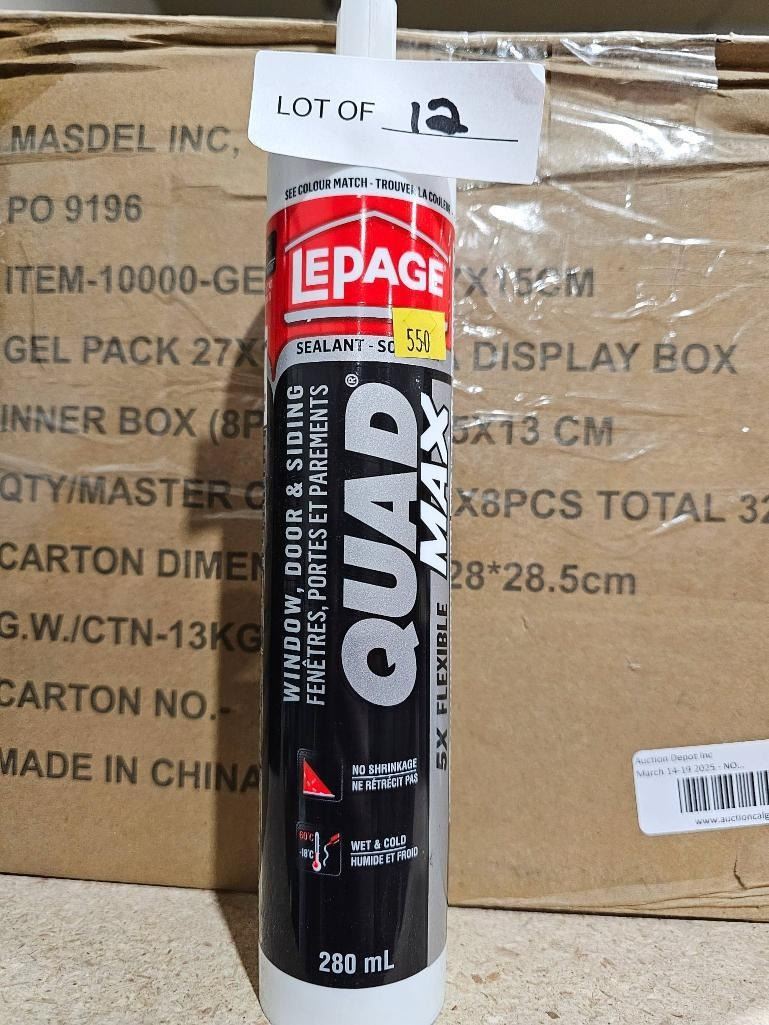 LOT OF 12
SEE COLOUR MATCH - TROUVER LA COULEUR
LEPAGE
550
SEALANT - SC
WINDOW, DOOR & SIDING
FENÊTRES, PORTES ET PAREMENTS
QUAD®
MAX
5X FLEXIBLE
NO SHRINKAGE
NE RÉTRÉCIT PAS
60°C
-18°C
WET & COLD
HUMIDE ET FROID
280 mL
MASDEL INC,
PO 9196
ITEM-10000-GE X15CM
GEL PACK 27X DISPLAY BOX
INNER BOX (8P 5X13 CM
QTY/MASTER C X8PCS TOTAL 32
CARTON DIMEN 28*28.5cm
G.W./CTN-13KG
CARTON NO.-
MADE IN CHINA
Auction Depot Inc
March 14-19 2025 - NO...
www.auctioncalg